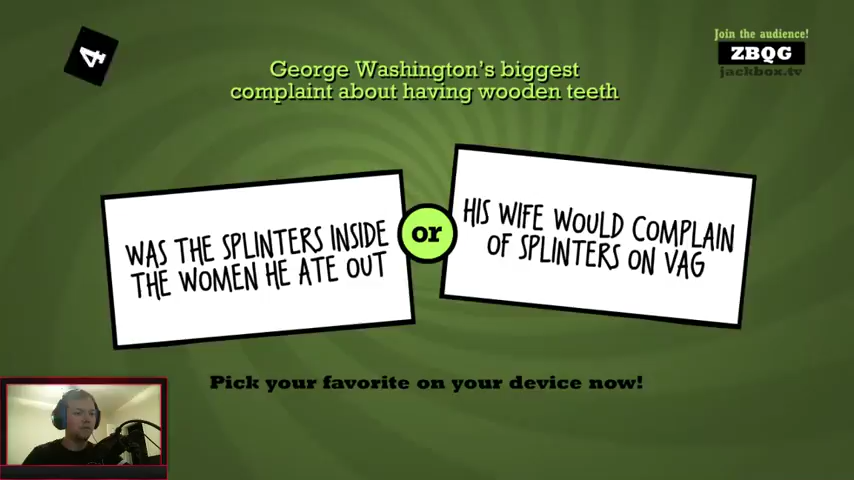 4
Join the audience!
ZBQG
jackbox.tv
George Washington's biggest
complaint about having wooden teeth
WAS THE SPLINTERS INSIDE
THE WOMEN HE ATE OUT
or
HIS WIFE WOULD COMPLAIN
OF SPLINTERS ON VAG
Pick your favorite on your device now!